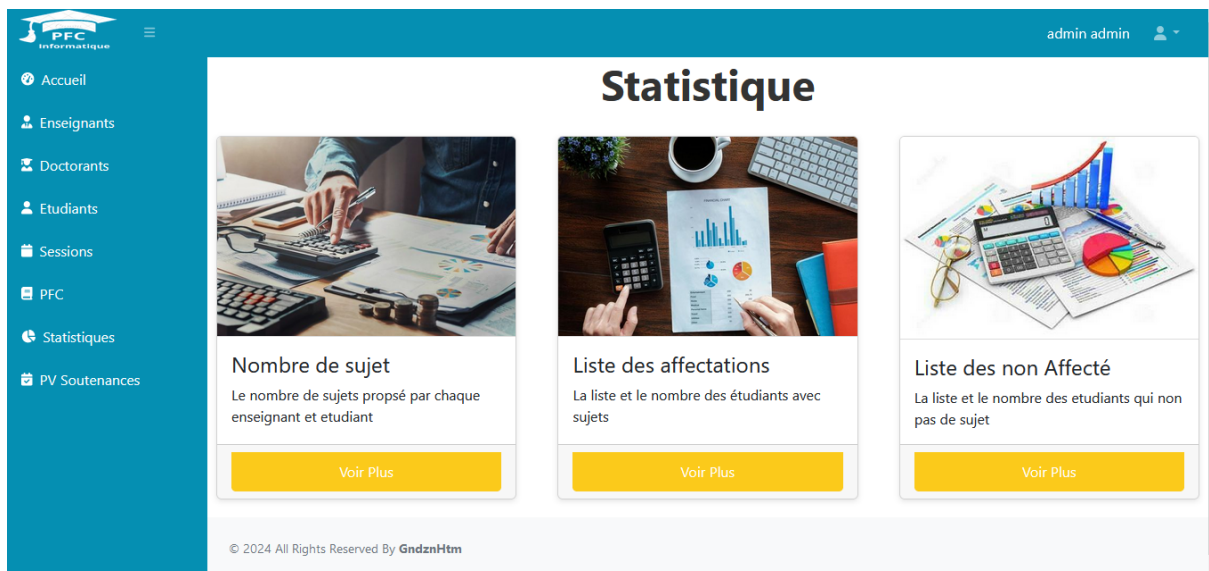 PFC
Informatique
admin admin
Accueil
Enseignants
Doctorants
Etudiants
Sessions
PFC
Statistiques
PV Soutenances
Statistique
FINANCIAL CHART
Nombre de sujet
Le nombre de sujets propsé par chaque
enseignant et etudiant
Voir Plus
Liste des affectations
La liste et le nombre des étudiants avec
sujets
Voir Plus
Liste des non Affecté
La liste et le nombre des etudiants qui non
pas de sujet
Voir Plus
© 2024 All Rights Reserved By GndznHtm